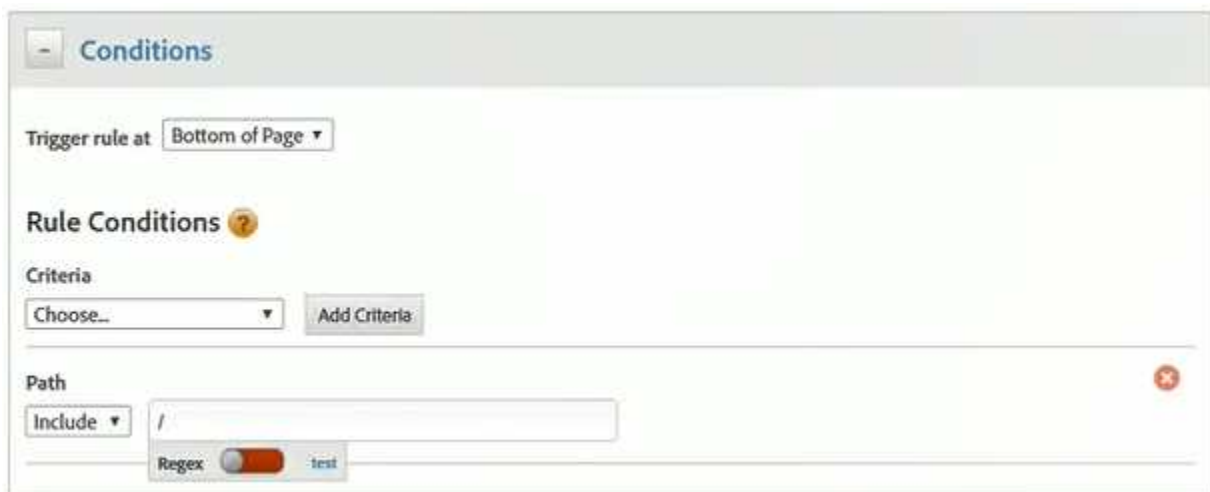 - Conditions
Trigger rule at Bottom of Page ▼
Rule Conditions ?
Criteria
Choose... ▼ Add Criteria
Path
Include ▼ /
Regex test